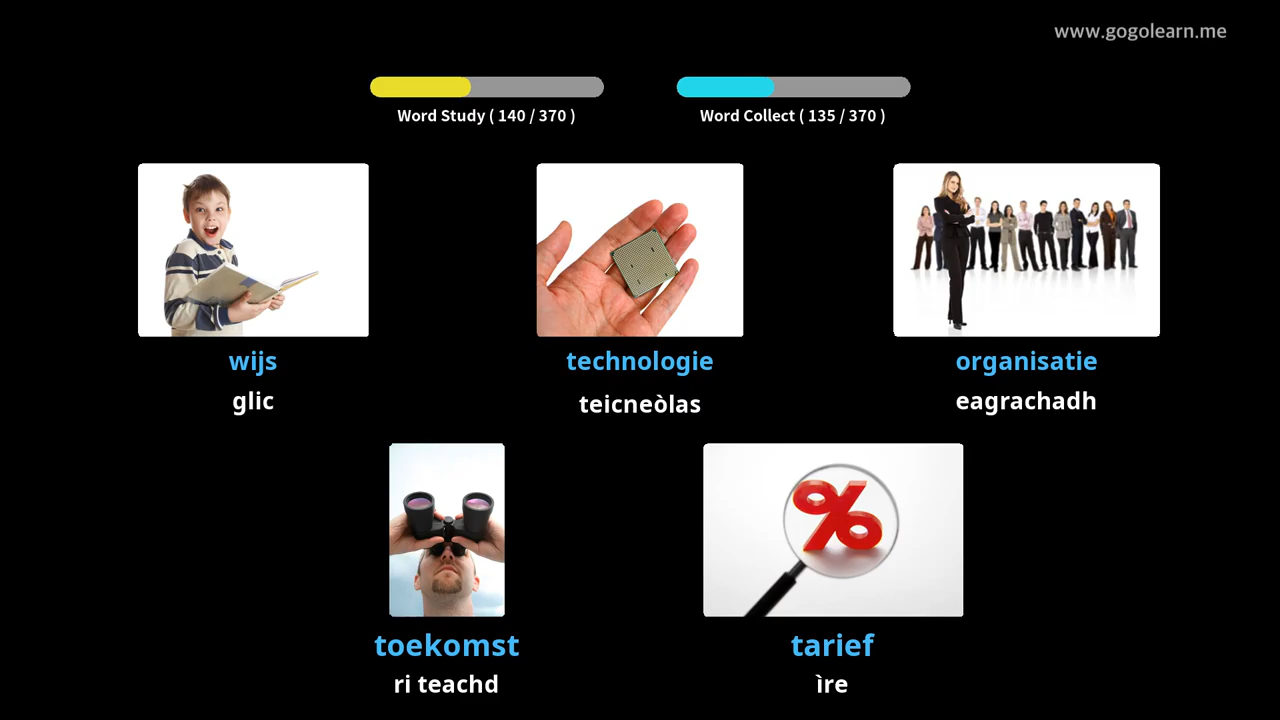 www.gogolearn.me
Word Study ( 140 / 370 )
Word Collect ( 135 / 370 )
wijs
glic
technologie
teicneòlas
organisatie
eagrachadh
toekomst
ri teachd
tarief
ìre